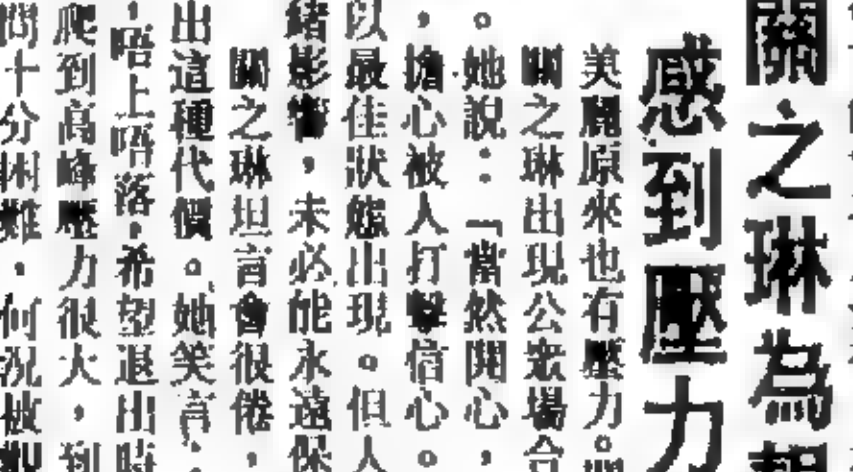 關之琳為
感到壓力
美麗原來也有壓力。
關之琳出現公眾場合
。她說：「當然開心，
，擔心被人打擊信心。
以最佳狀態出現。但人
緒影響，未必能永遠保
關之琳坦言會很倦，
出這種代價。她笑言：
，唔上唔落，希望退出時
爬到高峰壓力很大，到
問十分困難，何況被